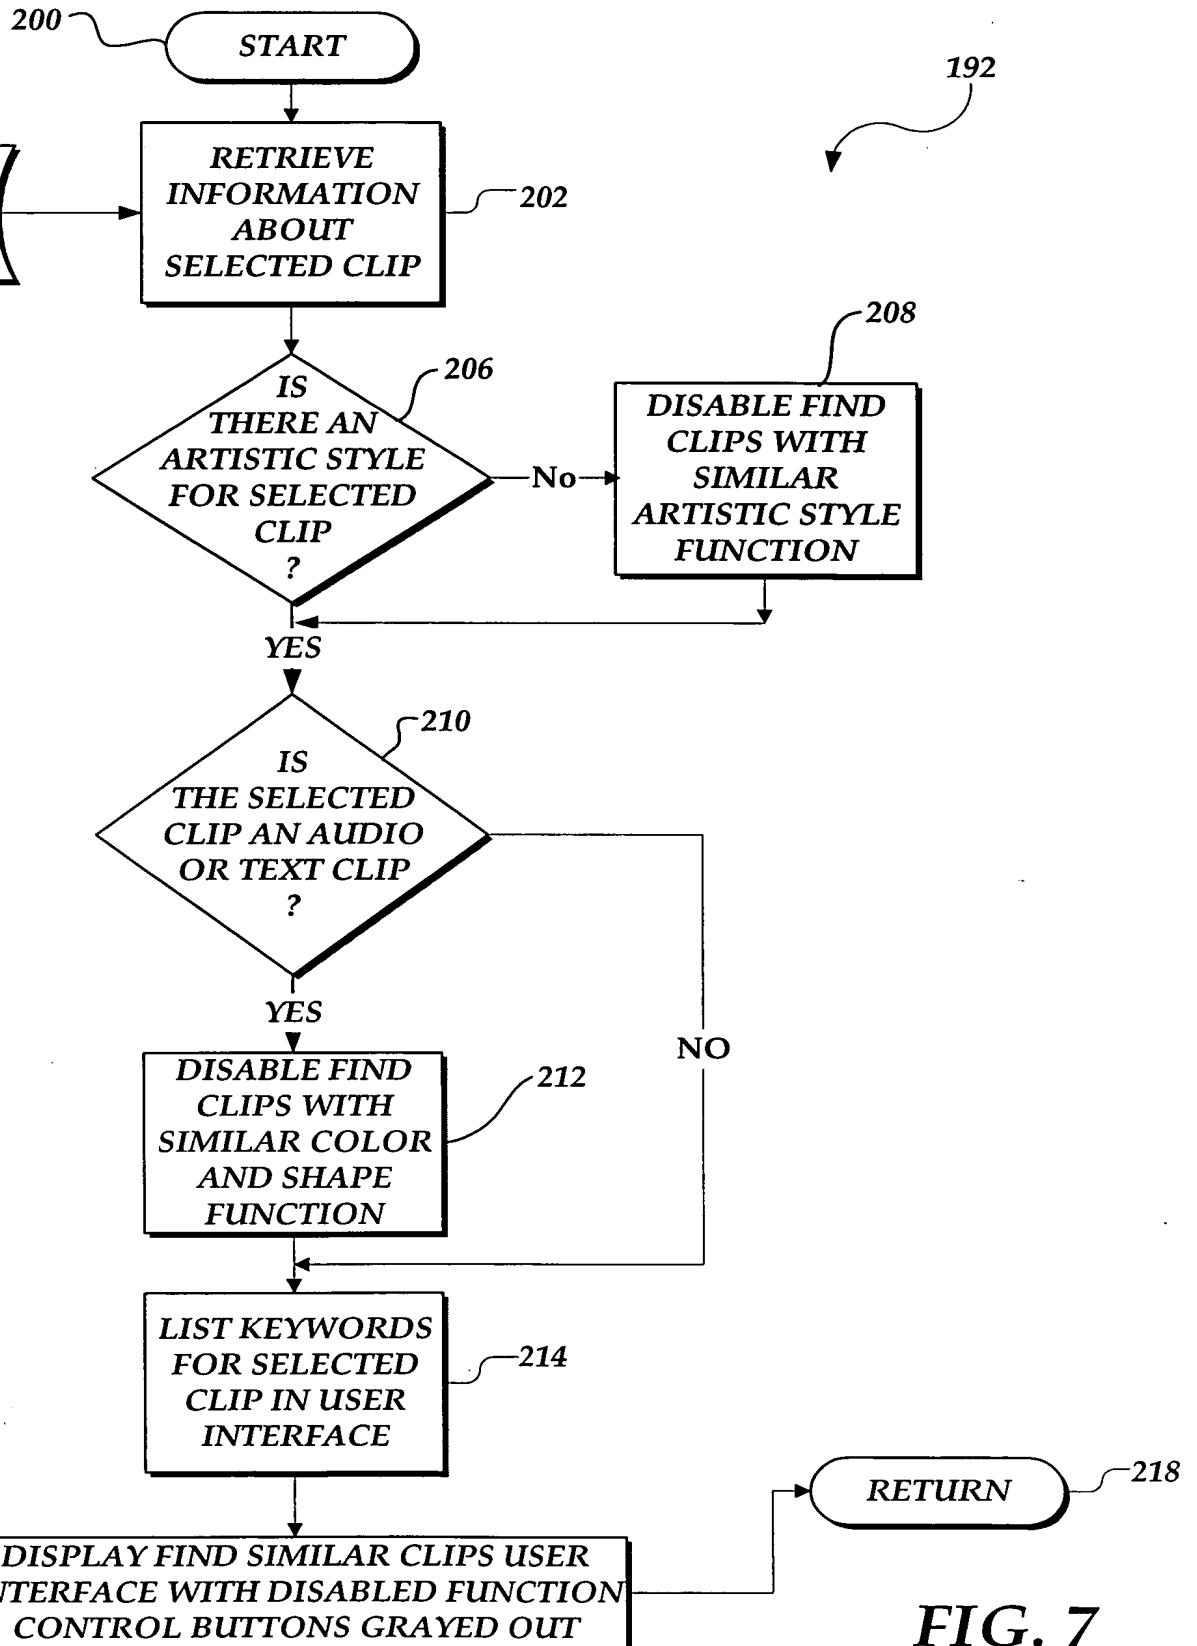 200
START
192
RETRIEVE
INFORMATION
ABOUT
SELECTED CLIP
202
206
IS
THERE AN
ARTISTIC STYLE
FOR SELECTED
CLIP
?
No
208
DISABLE FIND
CLIPS WITH
SIMILAR
ARTISTIC STYLE
FUNCTION
YES
210
IS
THE SELECTED
CLIP AN AUDIO
OR TEXT CLIP
?
YES
NO
DISABLE FIND
CLIPS WITH
SIMILAR COLOR
AND SHAPE
FUNCTION
212
LIST KEYWORDS
FOR SELECTED
CLIP IN USER
INTERFACE
214
DISPLAY FIND SIMILAR CLIPS USER
NTERFACE WITH DISABLED FUNCTION
CONTROL BUTTONS GRAYED OUT
RETURN
218
FIG. 7